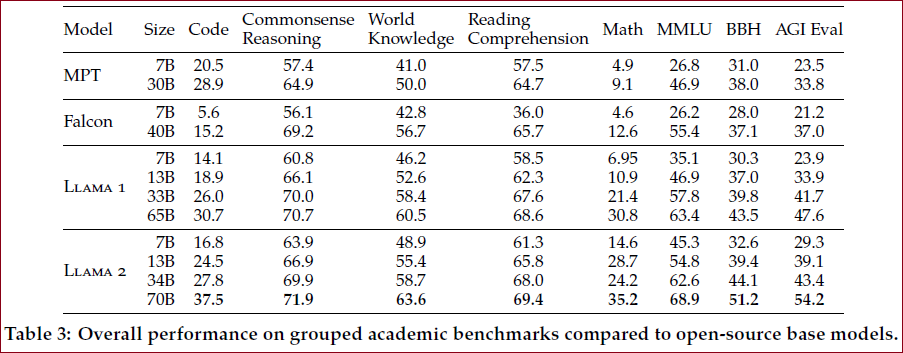 Model Size Code Commonsense Reasoning World Knowledge Reading Comprehension Math MMLU BBH AGI Eval
MPT 7B 20.5 57.4 41.0 57.5 4.9 26.8 31.0 23.5
30B 28.9 64.9 50.0 64.7 9.1 46.9 38.0 33.8
Falcon 7B 5.6 56.1 42.8 36.0 4.6 26.2 28.0 21.2
40B 15.2 69.2 56.7 65.7 12.6 55.4 37.1 37.0
LLAMA 1 7B 14.1 60.8 46.2 58.5 6.95 35.1 30.3 23.9
13B 18.9 66.1 52.6 62.3 10.9 46.9 37.0 33.9
33B 26.0 70.0 58.4 67.6 21.4 57.8 39.8 41.7
65B 30.7 70.7 60.5 68.6 30.8 63.4 43.5 47.6
LLAMA 2 7B 16.8 63.9 48.9 61.3 14.6 45.3 32.6 29.3
13B 24.5 66.9 55.4 65.8 28.7 54.8 39.4 39.1
34B 27.8 69.9 58.7 68.0 24.2 62.6 44.1 43.4
70B 37.5 71.9 63.6 69.4 35.2 68.9 51.2 54.2
Table 3: Overall performance on grouped academic benchmarks compared to open-source base models.